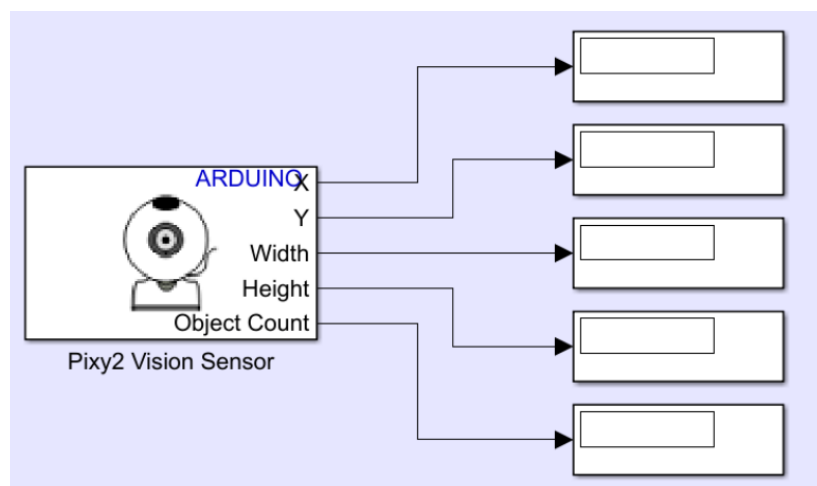 ARDUINO
X
Y
Width
Height
Object Count
Pixy2 Vision Sensor